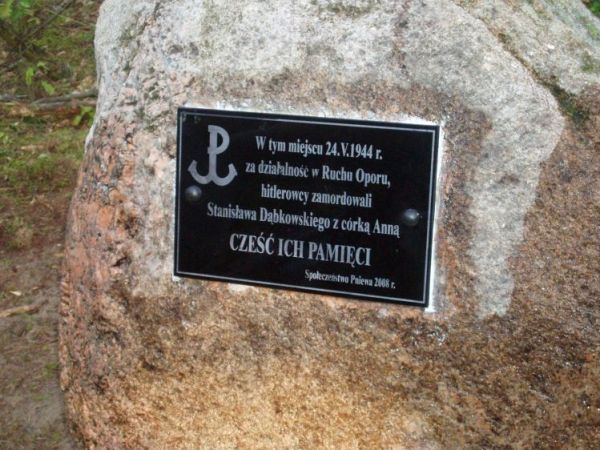 W tym miejscu 24.V.1944 r.
za działalność w Ruchu Oporu,
hitlerowcy zamordowali
Stanisława Dąbkowskiego z córką Anną
CZEŚĆ ICH PAMIĘCI
Społeczeństwo Pniewa 2008 r.